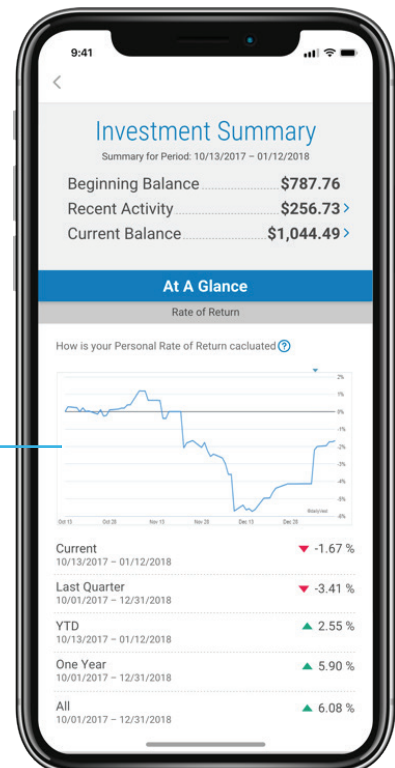 9:41
Investment Summary
Summary for Period: 10/13/2017 – 01/12/2018
Beginning Balance $787.76
Recent Activity $256.73 >
Current Balance $1,044.49 >
At A Glance
Rate of Return
How is your Personal Rate of Return cacluated ?
2%
1%
0%
-1%
-2%
-3%
-4%
-5%
-6%
Oct 13 Oct 28 Nov 13 Nov 28 Dec 13 Dec 28
Current ▼ -1.67 %
10/13/2017 – 01/12/2018
Last Quarter ▼ -3.41 %
10/01/2017 – 12/31/2018
YTD ▲ 2.55 %
10/13/2017 – 01/12/2018
One Year ▲ 5.90 %
10/01/2017 – 12/31/2018
All ▲ 6.08 %
10/01/2017 – 12/31/2018